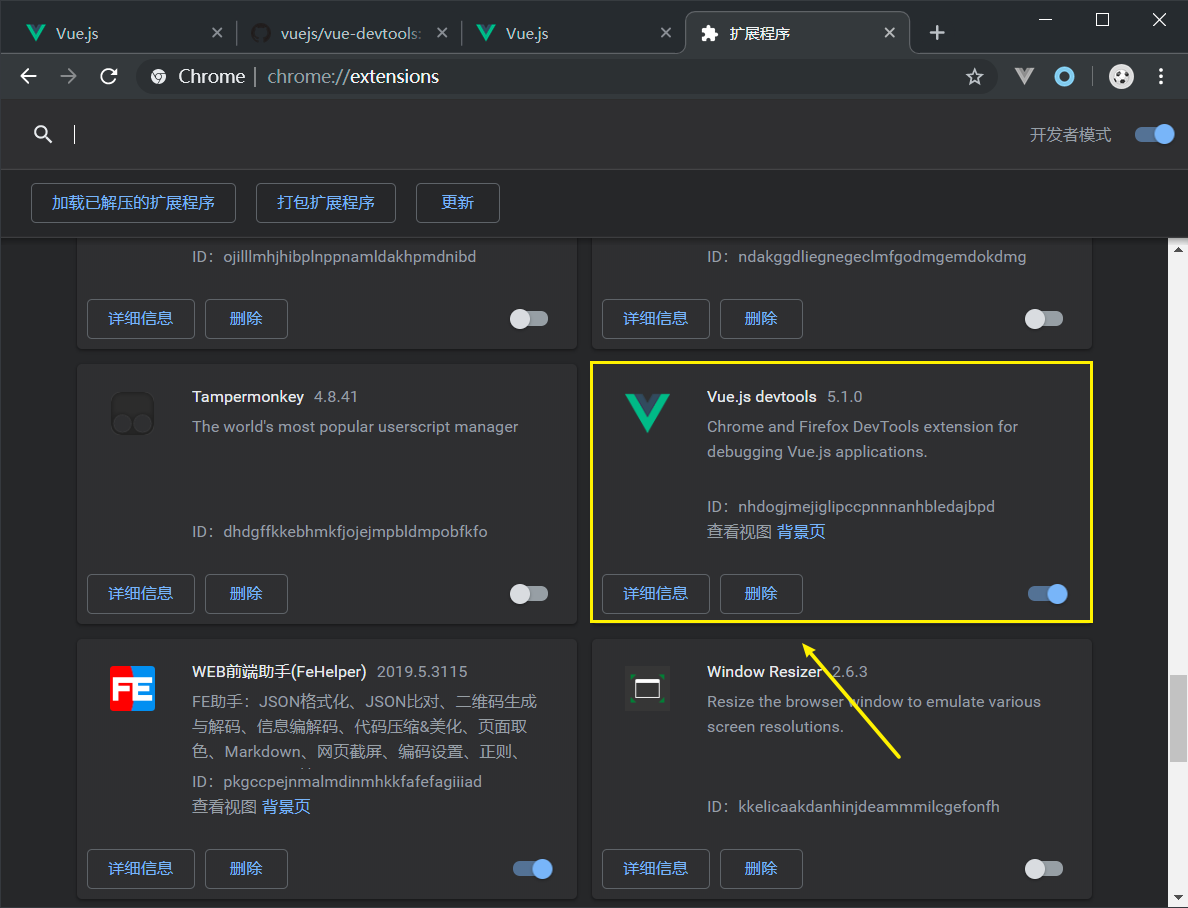 Vue.js
vuejs/vue-devtools:
Vue.js
扩展程序
Chrome | chrome://extensions
开发者模式
加载已解压的扩展程序
打包扩展程序
更新
ID：ojilllmhjhibplnppnamldakhpmdnibd
详细信息
删除
ID：ndakggdliegnegeclmfgodmgemdokdmg
详细信息
删除
Tampermonkey 4.8.41
The world's most popular userscript manager
ID：dhdgffkkebhmkfjojejmpbldmpobfkfo
详细信息
删除
Vue.js devtools 5.1.0
Chrome and Firefox DevTools extension for
debugging Vue.js applications.
ID：nhdogjmejiglipccpnnnanhbledajbpd
查看视图 背景页
详细信息
删除
FE
WEB前端助手(FeHelper) 2019.5.3115
FE助手：JSON格式化、JSON比对、二维码生成
与解码、信息编解码、代码压缩&美化、页面取
色、Markdown、网页截屏、编码设置、正则、
ID：pkgccpejnmalmdinmhkkfafefagiiiad
查看视图 背景页
详细信息
删除
Window Resizer 2.6.3
Resize the browser window to emulate various
screen resolutions.
ID：kkelicaakdanhinjdeammmilcgefonfh
详细信息
删除